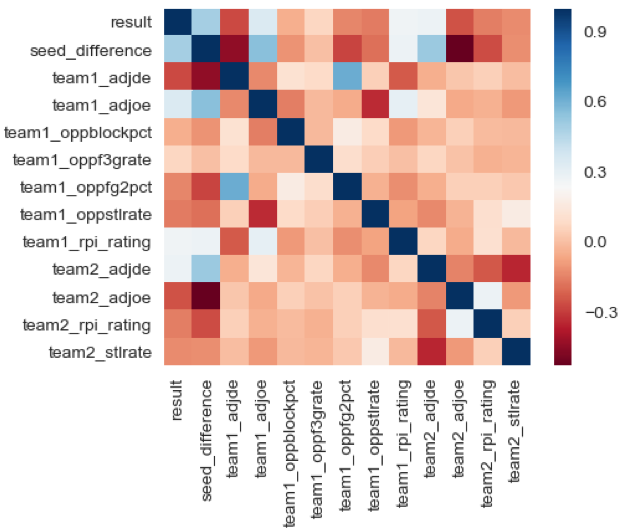 result
seed_difference
team1_adjde
team1_adjoe
team1_oppblockpct
team1_oppf3grate
team1_oppfg2pct
team1_oppstlrate
team1_rpi_rating
team2_adjde
team2_adjoe
team2_rpi_rating
team2_stlrate
0.9
0.6
0.3
0.0
−0.3
result
seed_difference
team1_adjde
team1_adjoe
team1_oppblockpct
team1_oppf3grate
team1_oppfg2pct
team1_oppstlrate
team1_rpi_rating
team2_adjde
team2_adjoe
team2_rpi_rating
team2_stlrate